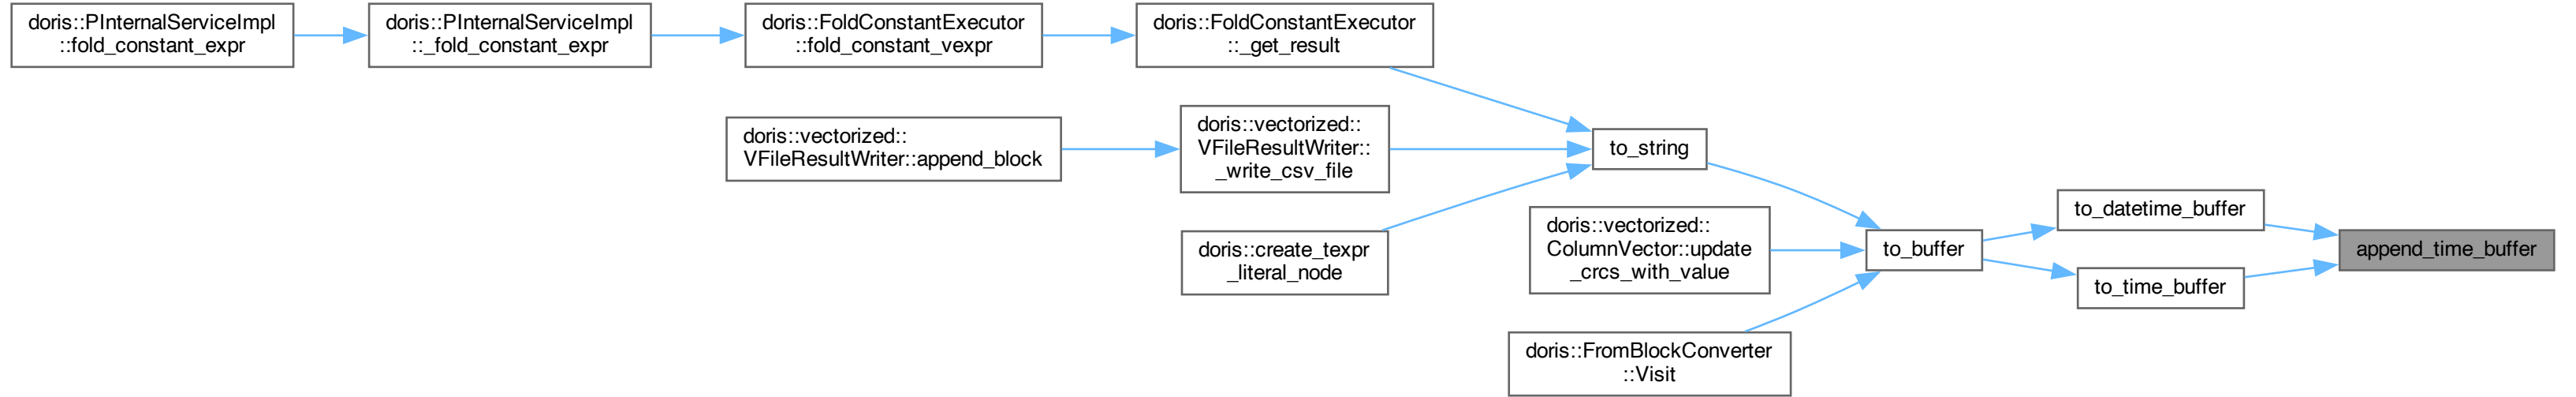 doris::PInternalServiceImpl
::fold_constant_expr
doris::PInternalServiceImpl
::_fold_constant_expr
doris::FoldConstantExecutor
::fold_constant_vexpr
doris::FoldConstantExecutor
::_get_result
doris::vectorized::
VFileResultWriter::append_block
doris::vectorized::
VFileResultWriter::
_write_csv_file
doris::create_texpr
_literal_node
to_string
doris::vectorized::
ColumnVector::update
_crcs_with_value
doris::FromBlockConverter
::Visit
to_buffer
to_datetime_buffer
to_time_buffer
append_time_buffer